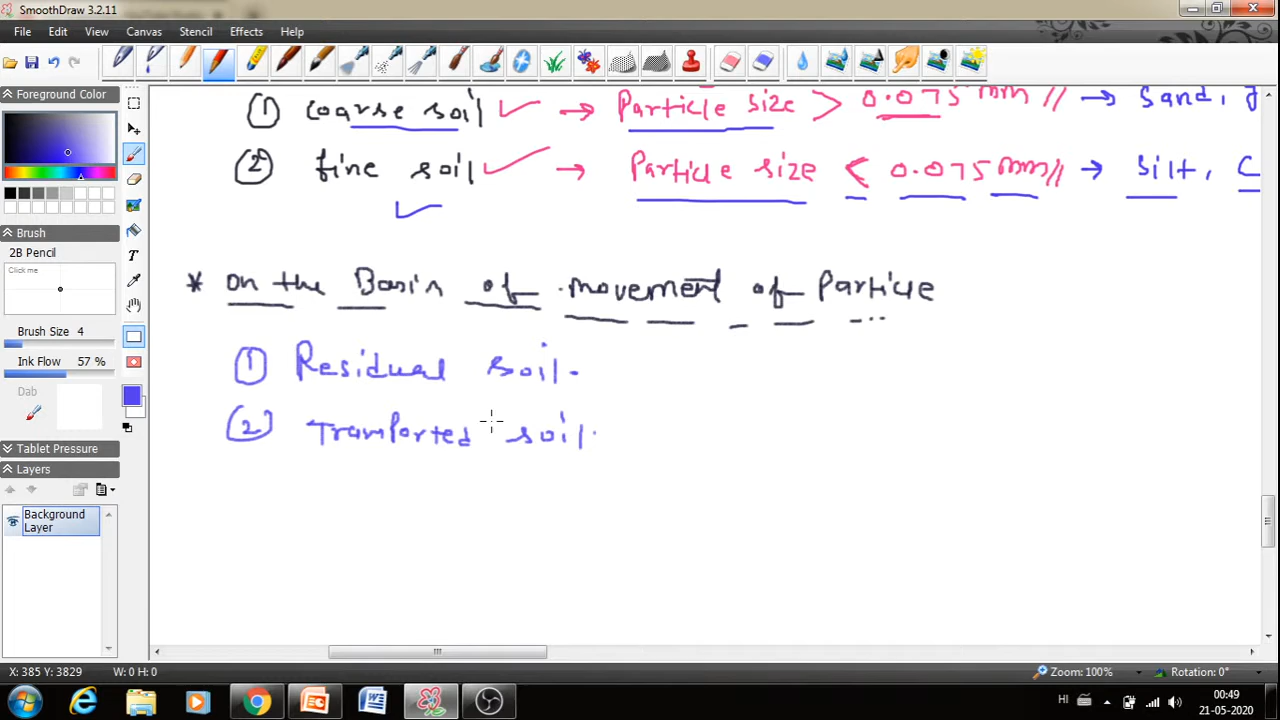 SmoothDraw 3.2.11
File Edit View Canvas Stencil Effects Help
Foreground Color
Brush
2B Pencil
Click me
Brush Size 4
Ink Flow 57 %
Dab
Tablet Pressure
Layers
Background Layer
① coarse soil → Particle size > 0.075 mm // → Sand,
② fine soil → Particle size < 0.075 mm // → Silt, C
* on the Basis of movement of Particle
① Residual soil.
② Transported soil.
X: 385 Y: 3829 W: 0 H: 0
Zoom: 100% Rotation: 0°
HI 00:49
21-05-2020